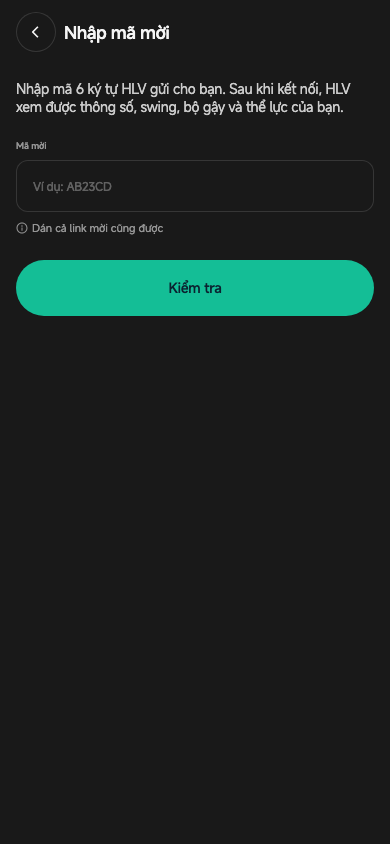 Nhập mã mời
Nhập mã 6 ký tự HLV gửi cho bạn. Sau khi kết nối, HLV
xem được thông số, swing, bộ gậy và thể lực của bạn.
Mã mời
Ví dụ: AB23CD
Dán cả link mời cũng được
Kiểm tra